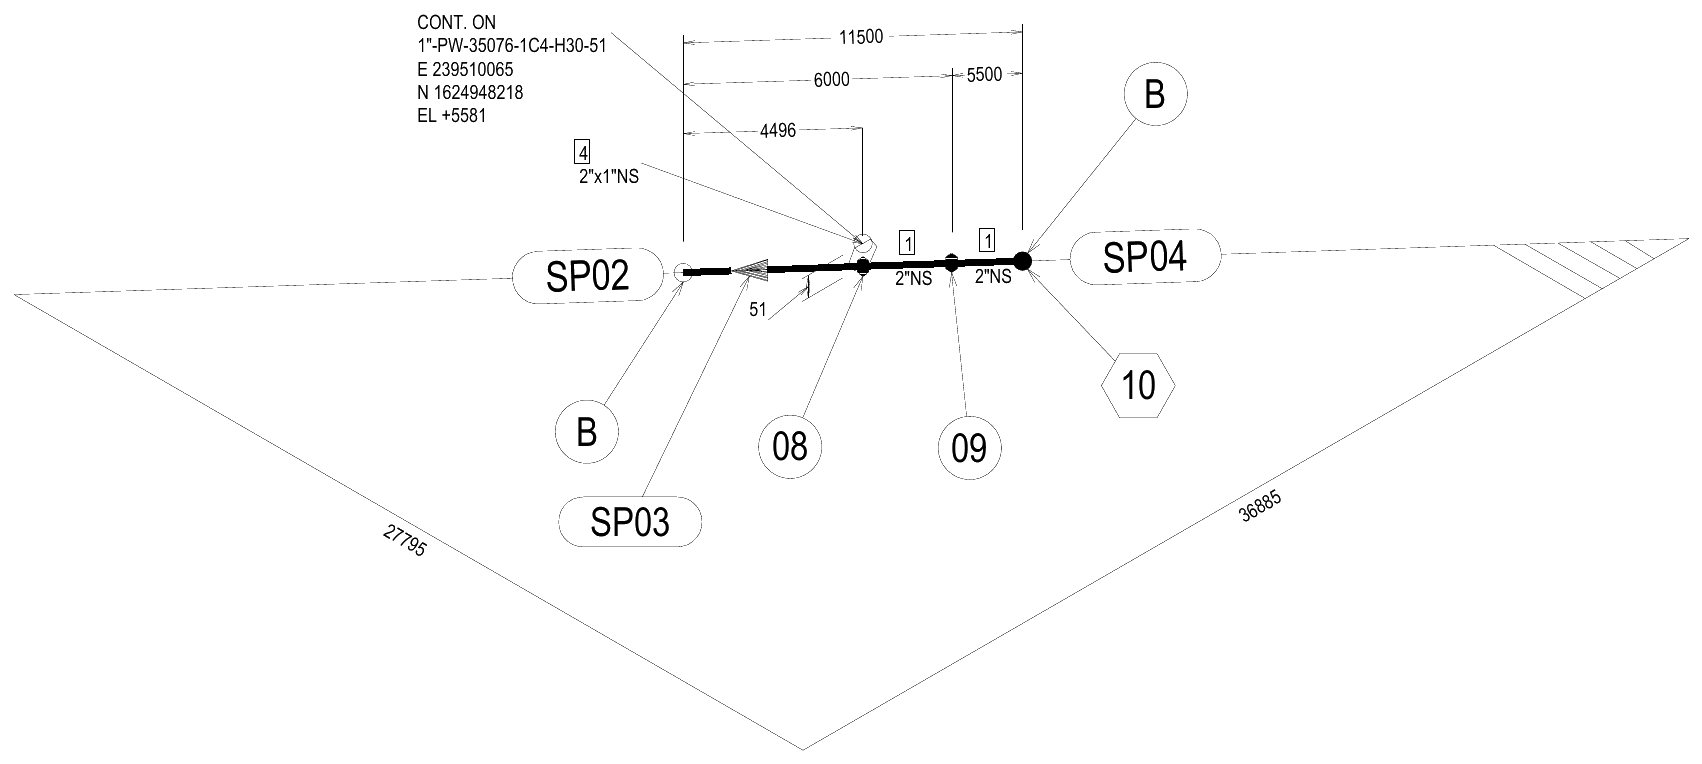 CONT. ON
1"-PW-35076-1C4-H30-51
E 239510065
N 1624948218
EL +5581
11500
6000
5500
4496
B
4
2"x1"NS
1
1
SP02
SP04
2"NS
2"NS
51
10
B
08
09
SP03
27795
36885